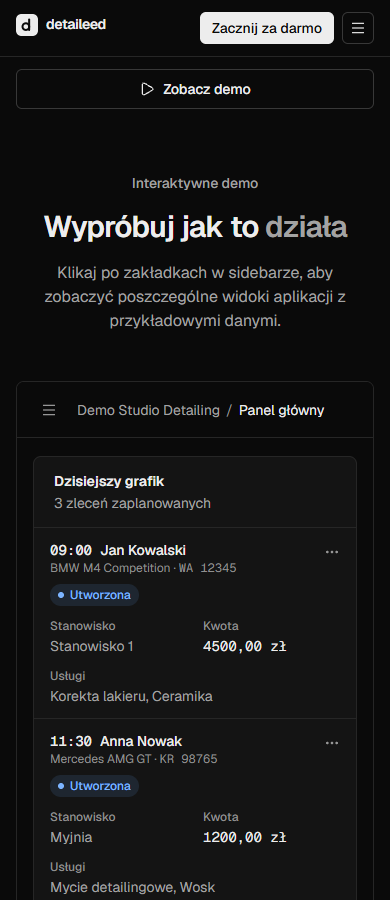 d detaileed
Zacznij za darmo
Zobacz demo
Interaktywne demo
Wypróbuj jak to działa
Klikaj po zakładkach w sidebarze, aby
zobaczyć poszczególne widoki aplikacji z
przykładowymi danymi.
Demo Studio Detailing / Panel główny
Dzisiejszy grafik
3 zleceń zaplanowanych
09:00 Jan Kowalski
BMW M4 Competition · WA 12345
Utworzona
Stanowisko Kwota
Stanowisko 1 4500,00 zł
Usługi
Korekta lakieru, Ceramika
11:30 Anna Nowak
Mercedes AMG GT · KR 98765
Utworzona
Stanowisko Kwota
Myjnia 1200,00 zł
Usługi
Mycie detailingowe, Wosk